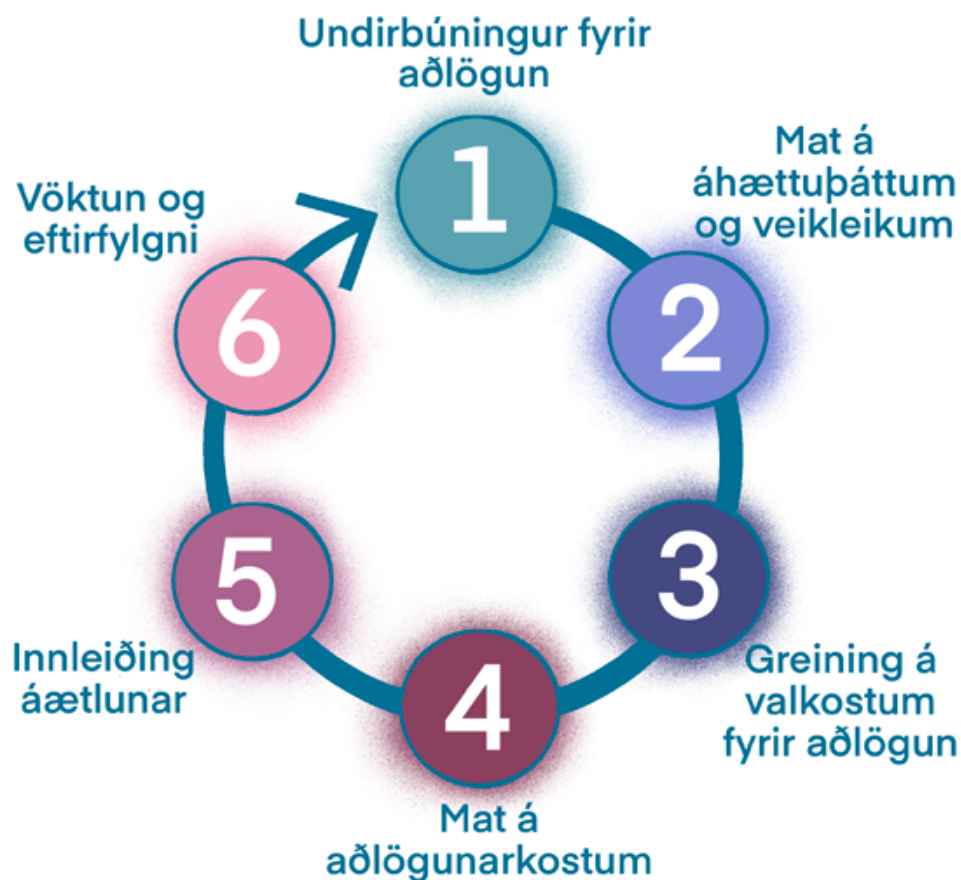 Undirbúningur fyrir
aðlögun
1
Mat á
áhættuþáttum
og veikleikum
2
3
Greining á
valkostum
fyrir aðlögun
4
Mat á
aðlögunarkostum
5
Innleiðing
áætlunar
6
Vöktun og
eftirfylgni